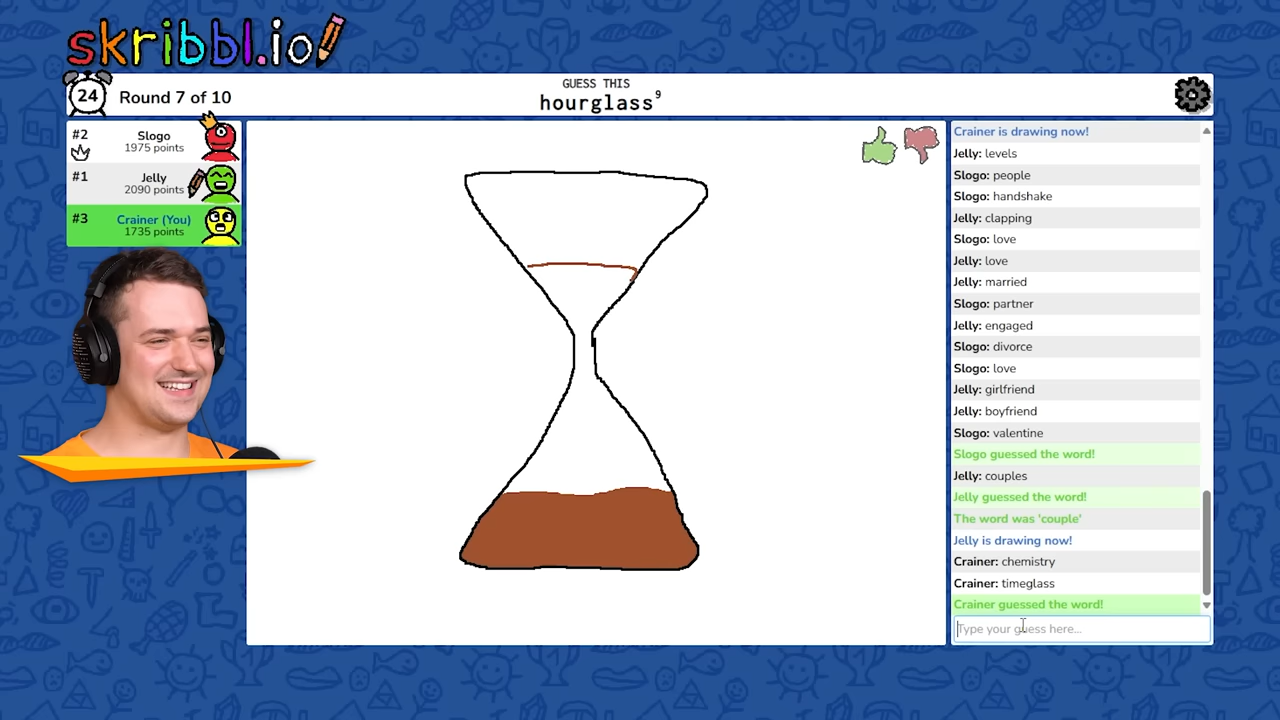 skribbl.io
24
Round 7 of 10
GUESS THIS
hourglass9
#2
Slogo
1975 points
#1
Jelly
2090 points
#3
Crainer (You)
1735 points
Crainer is drawing now!
Jelly: levels
Slogo: people
Slogo: handshake
Jelly: clapping
Slogo: love
Jelly: love
Jelly: married
Slogo: partner
Jelly: engaged
Slogo: divorce
Slogo: love
Jelly: girlfriend
Jelly: boyfriend
Slogo: valentine
Slogo guessed the word!
Jelly: couples
Jelly guessed the word!
The word was 'couple'
Jelly is drawing now!
Crainer: chemistry
Crainer: timeglass
Crainer guessed the word!
Type your guess here...